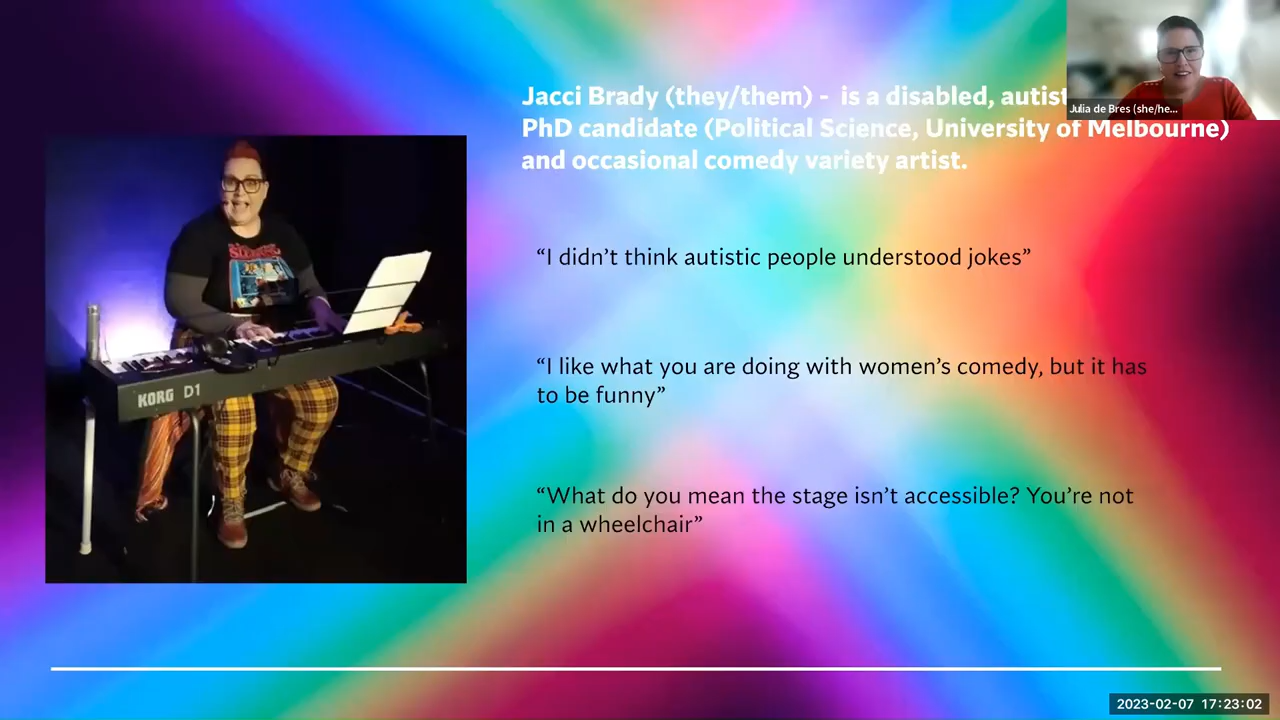 Jacci Brady (they/them) - is a disabled, autist
PhD candidate (Political Science, University of Melbourne)
and occasional comedy variety artist.
“I didn’t think autistic people understood jokes”
“I like what you are doing with women’s comedy, but it has
to be funny”
“What do you mean the stage isn’t accessible? You’re not
in a wheelchair”
KORG D1
Julia de Bres (she/he...
2023-02-07 17:23:02